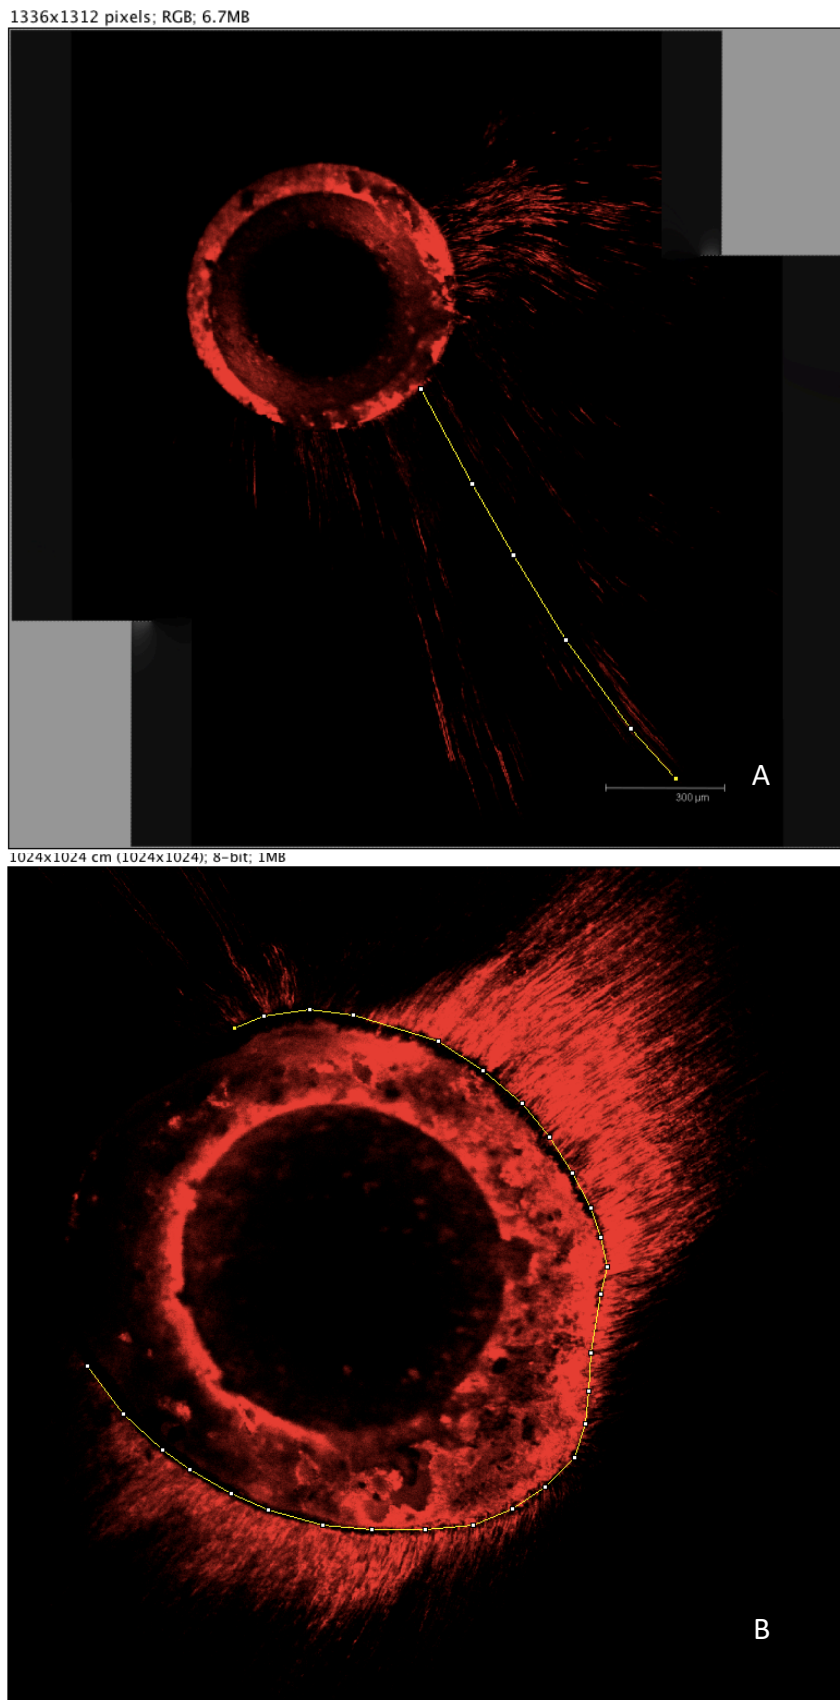 1336x1312 pixels; RGB; 6.7MB
A
300 µm
1024x1024 cm (1024x1024); 8-bit; 1MB
B